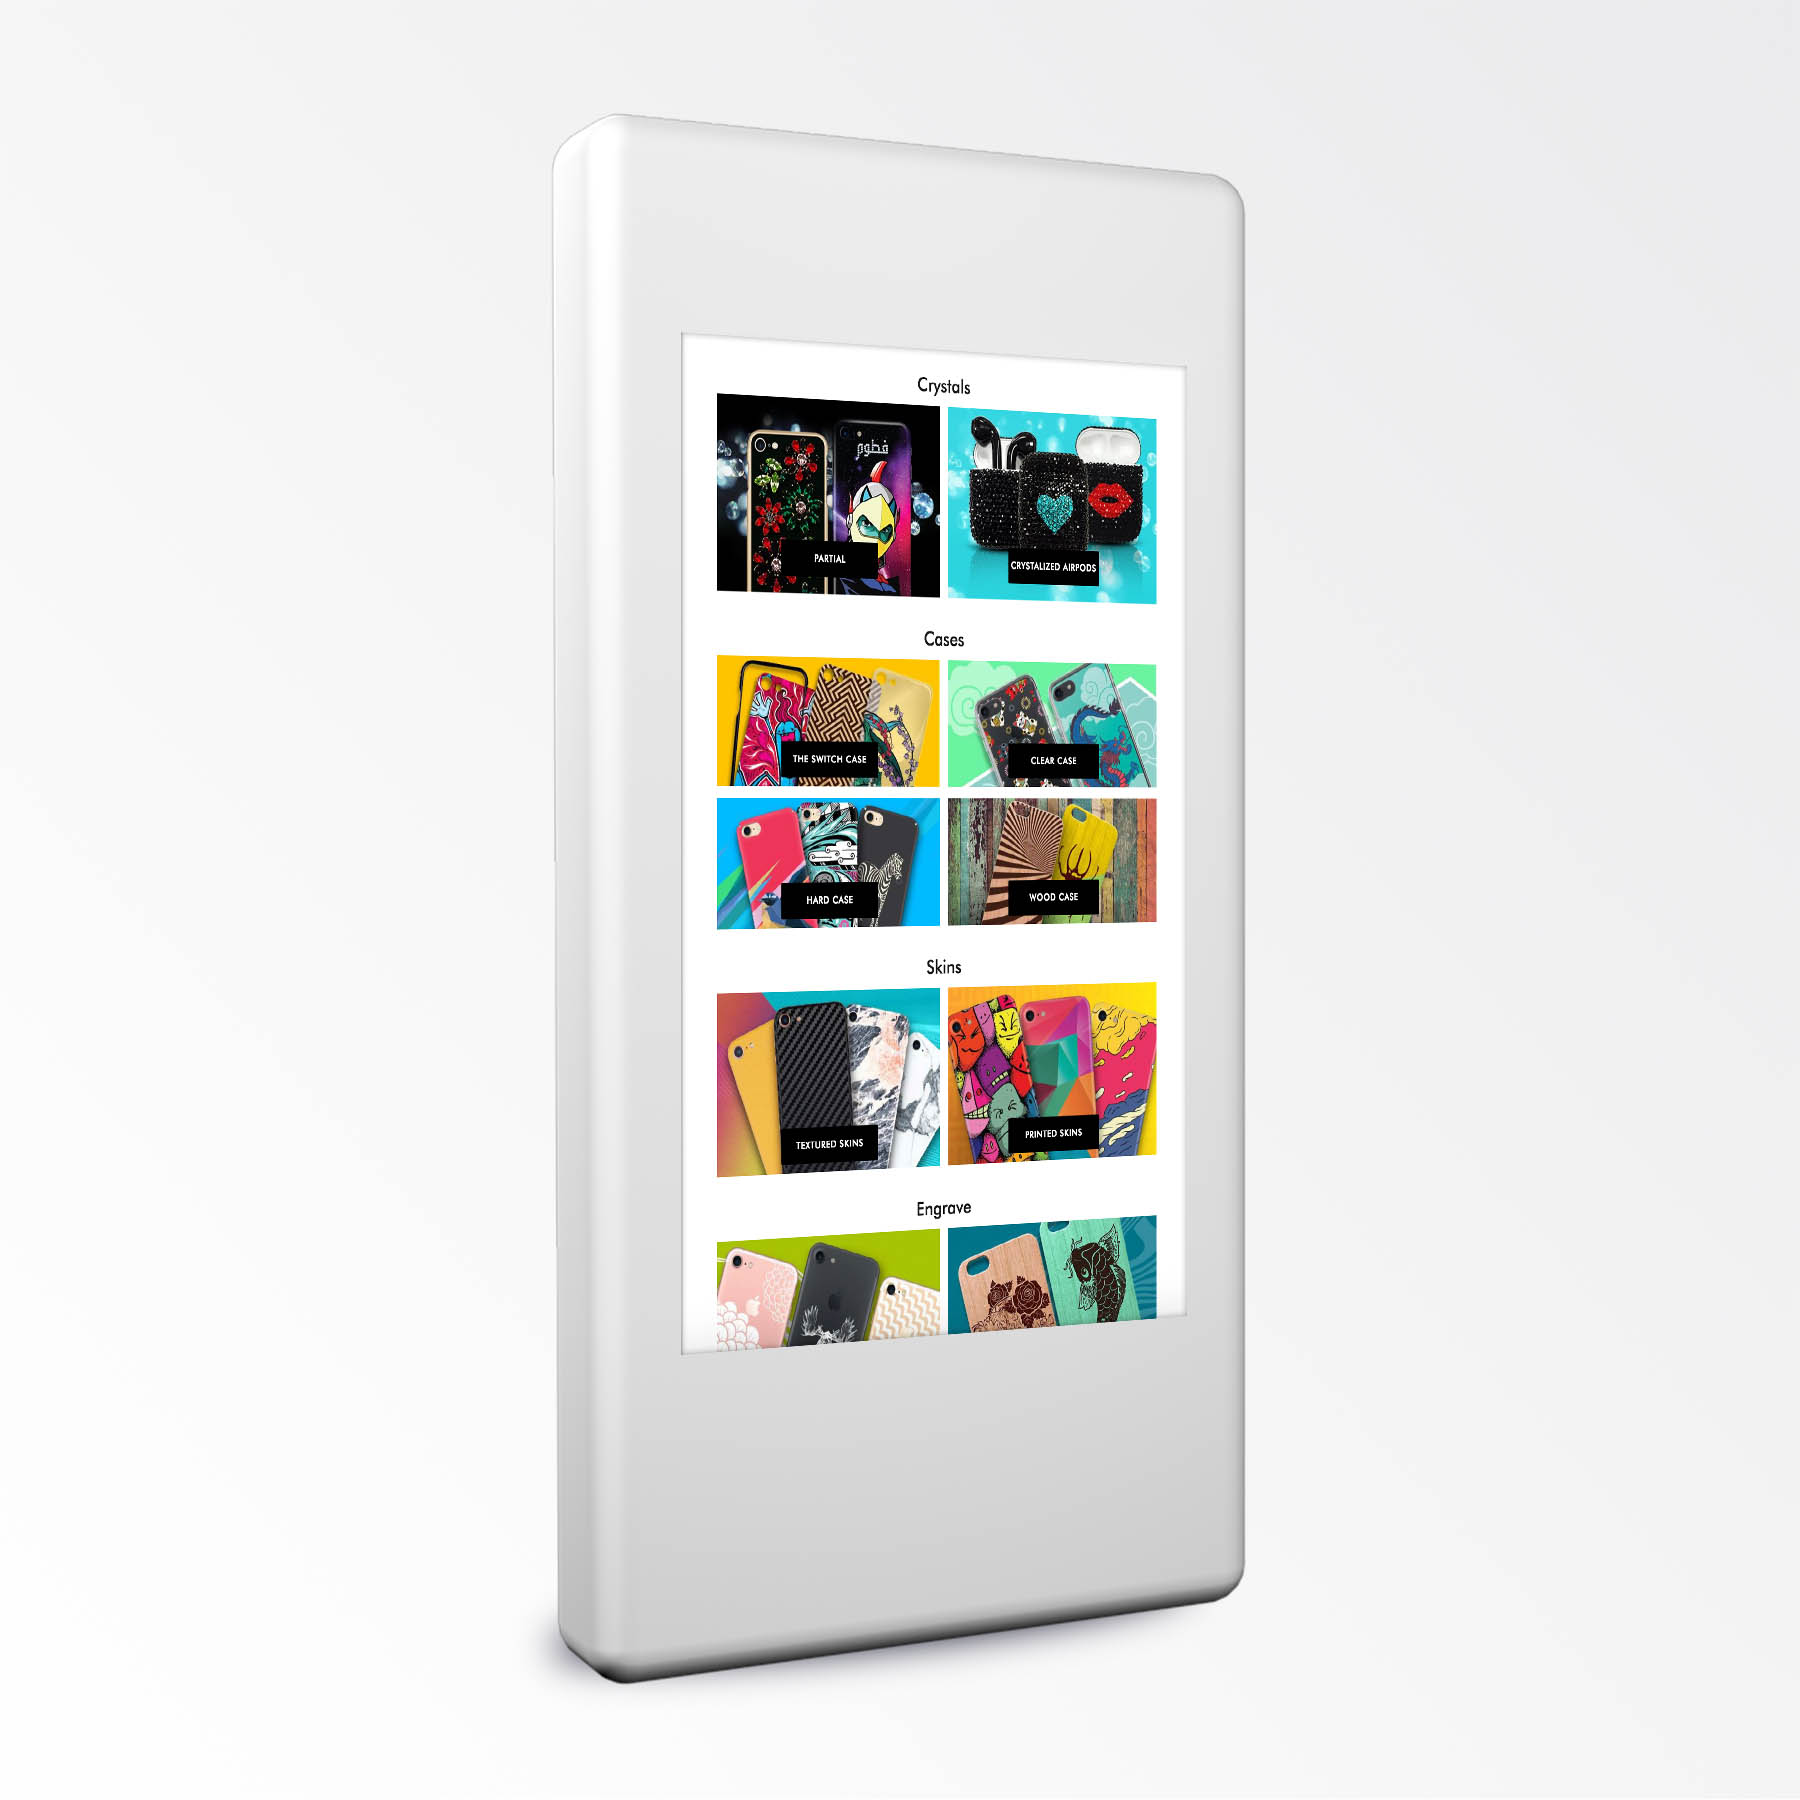 Crystals
فطوم
PARTIAL
CRYSTALIZED AIRPODS
Cases
THE SWITCH CASE
CLEAR CASE
HARD CASE
WOOD CASE
Skins
TEXTURED SKINS
PRINTED SKINS
Engrave